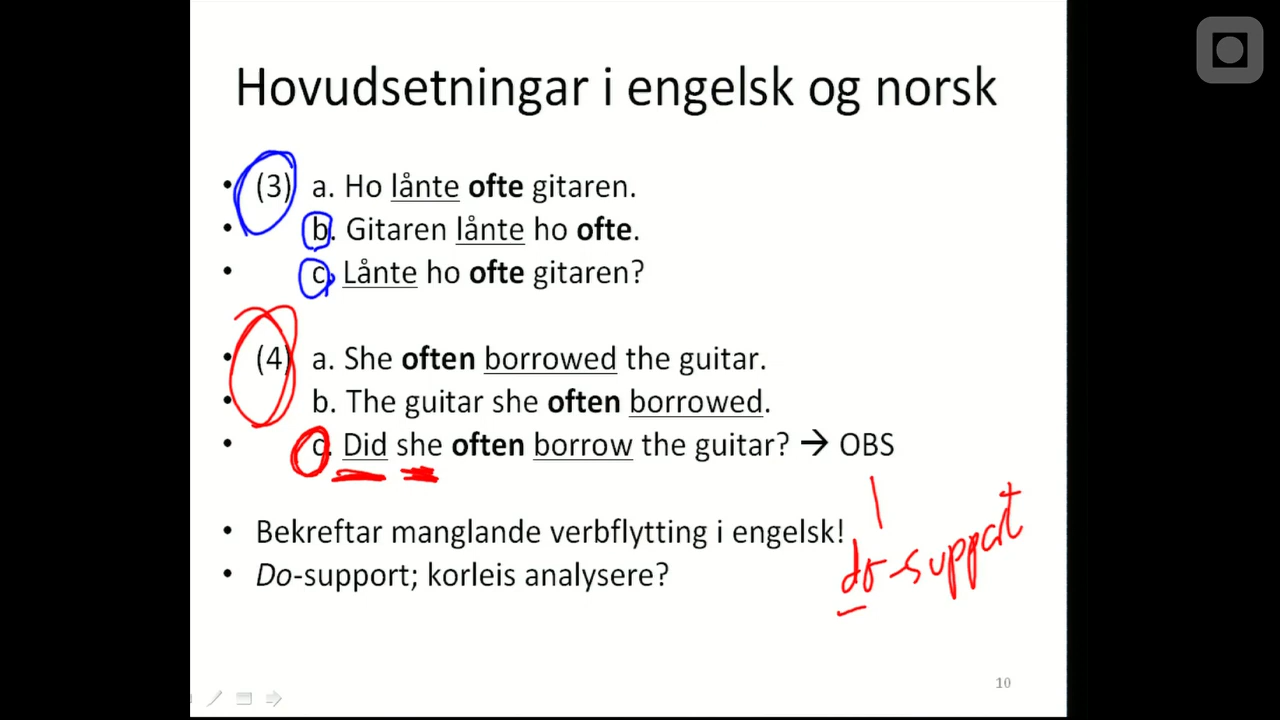 Hovudsetningar i engelsk og norsk
• (3) a. Ho lånte ofte gitaren.
• b. Gitaren lånte ho ofte.
• c. Lånte ho ofte gitaren?
• (4) a. She often borrowed the guitar.
• b. The guitar she often borrowed.
• c. Did she often borrow the guitar? → OBS
• Bekreftar manglande verbflytting i engelsk!
do-support
• Do-support; korleis analysere?
10